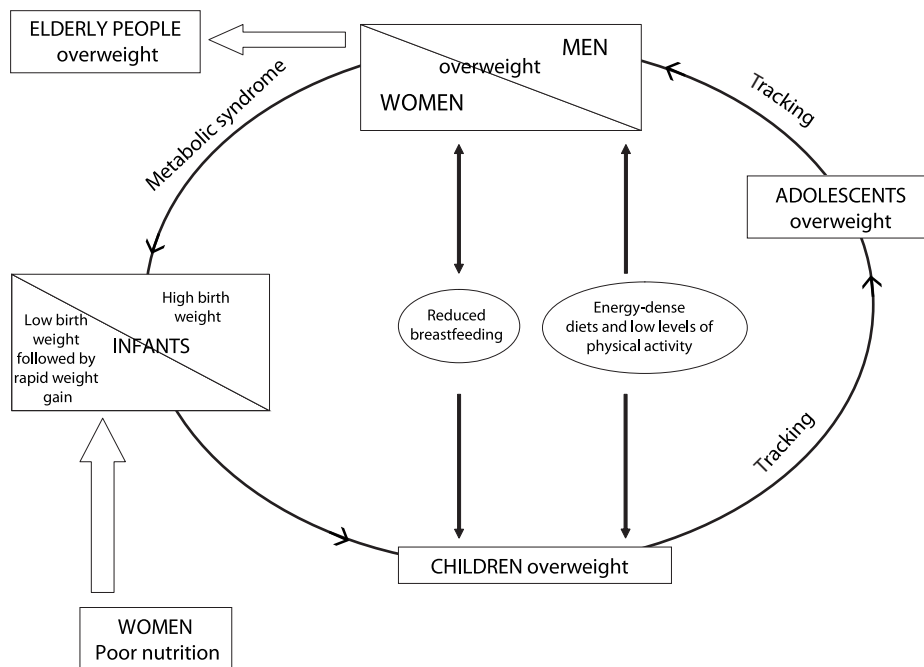 ELDERLY PEOPLE
overweight
MEN
overweight
WOMEN
Metabolic syndrome
Tracking
ADOLESCENTS
overweight
High birth
weight
Low birth
weight
followed by
rapid weight
gain
INFANTS
Reduced
breastfeeding
Energy-dense
diets and low levels of
physical activity
Tracking
CHILDREN overweight
WOMEN
Poor nutrition